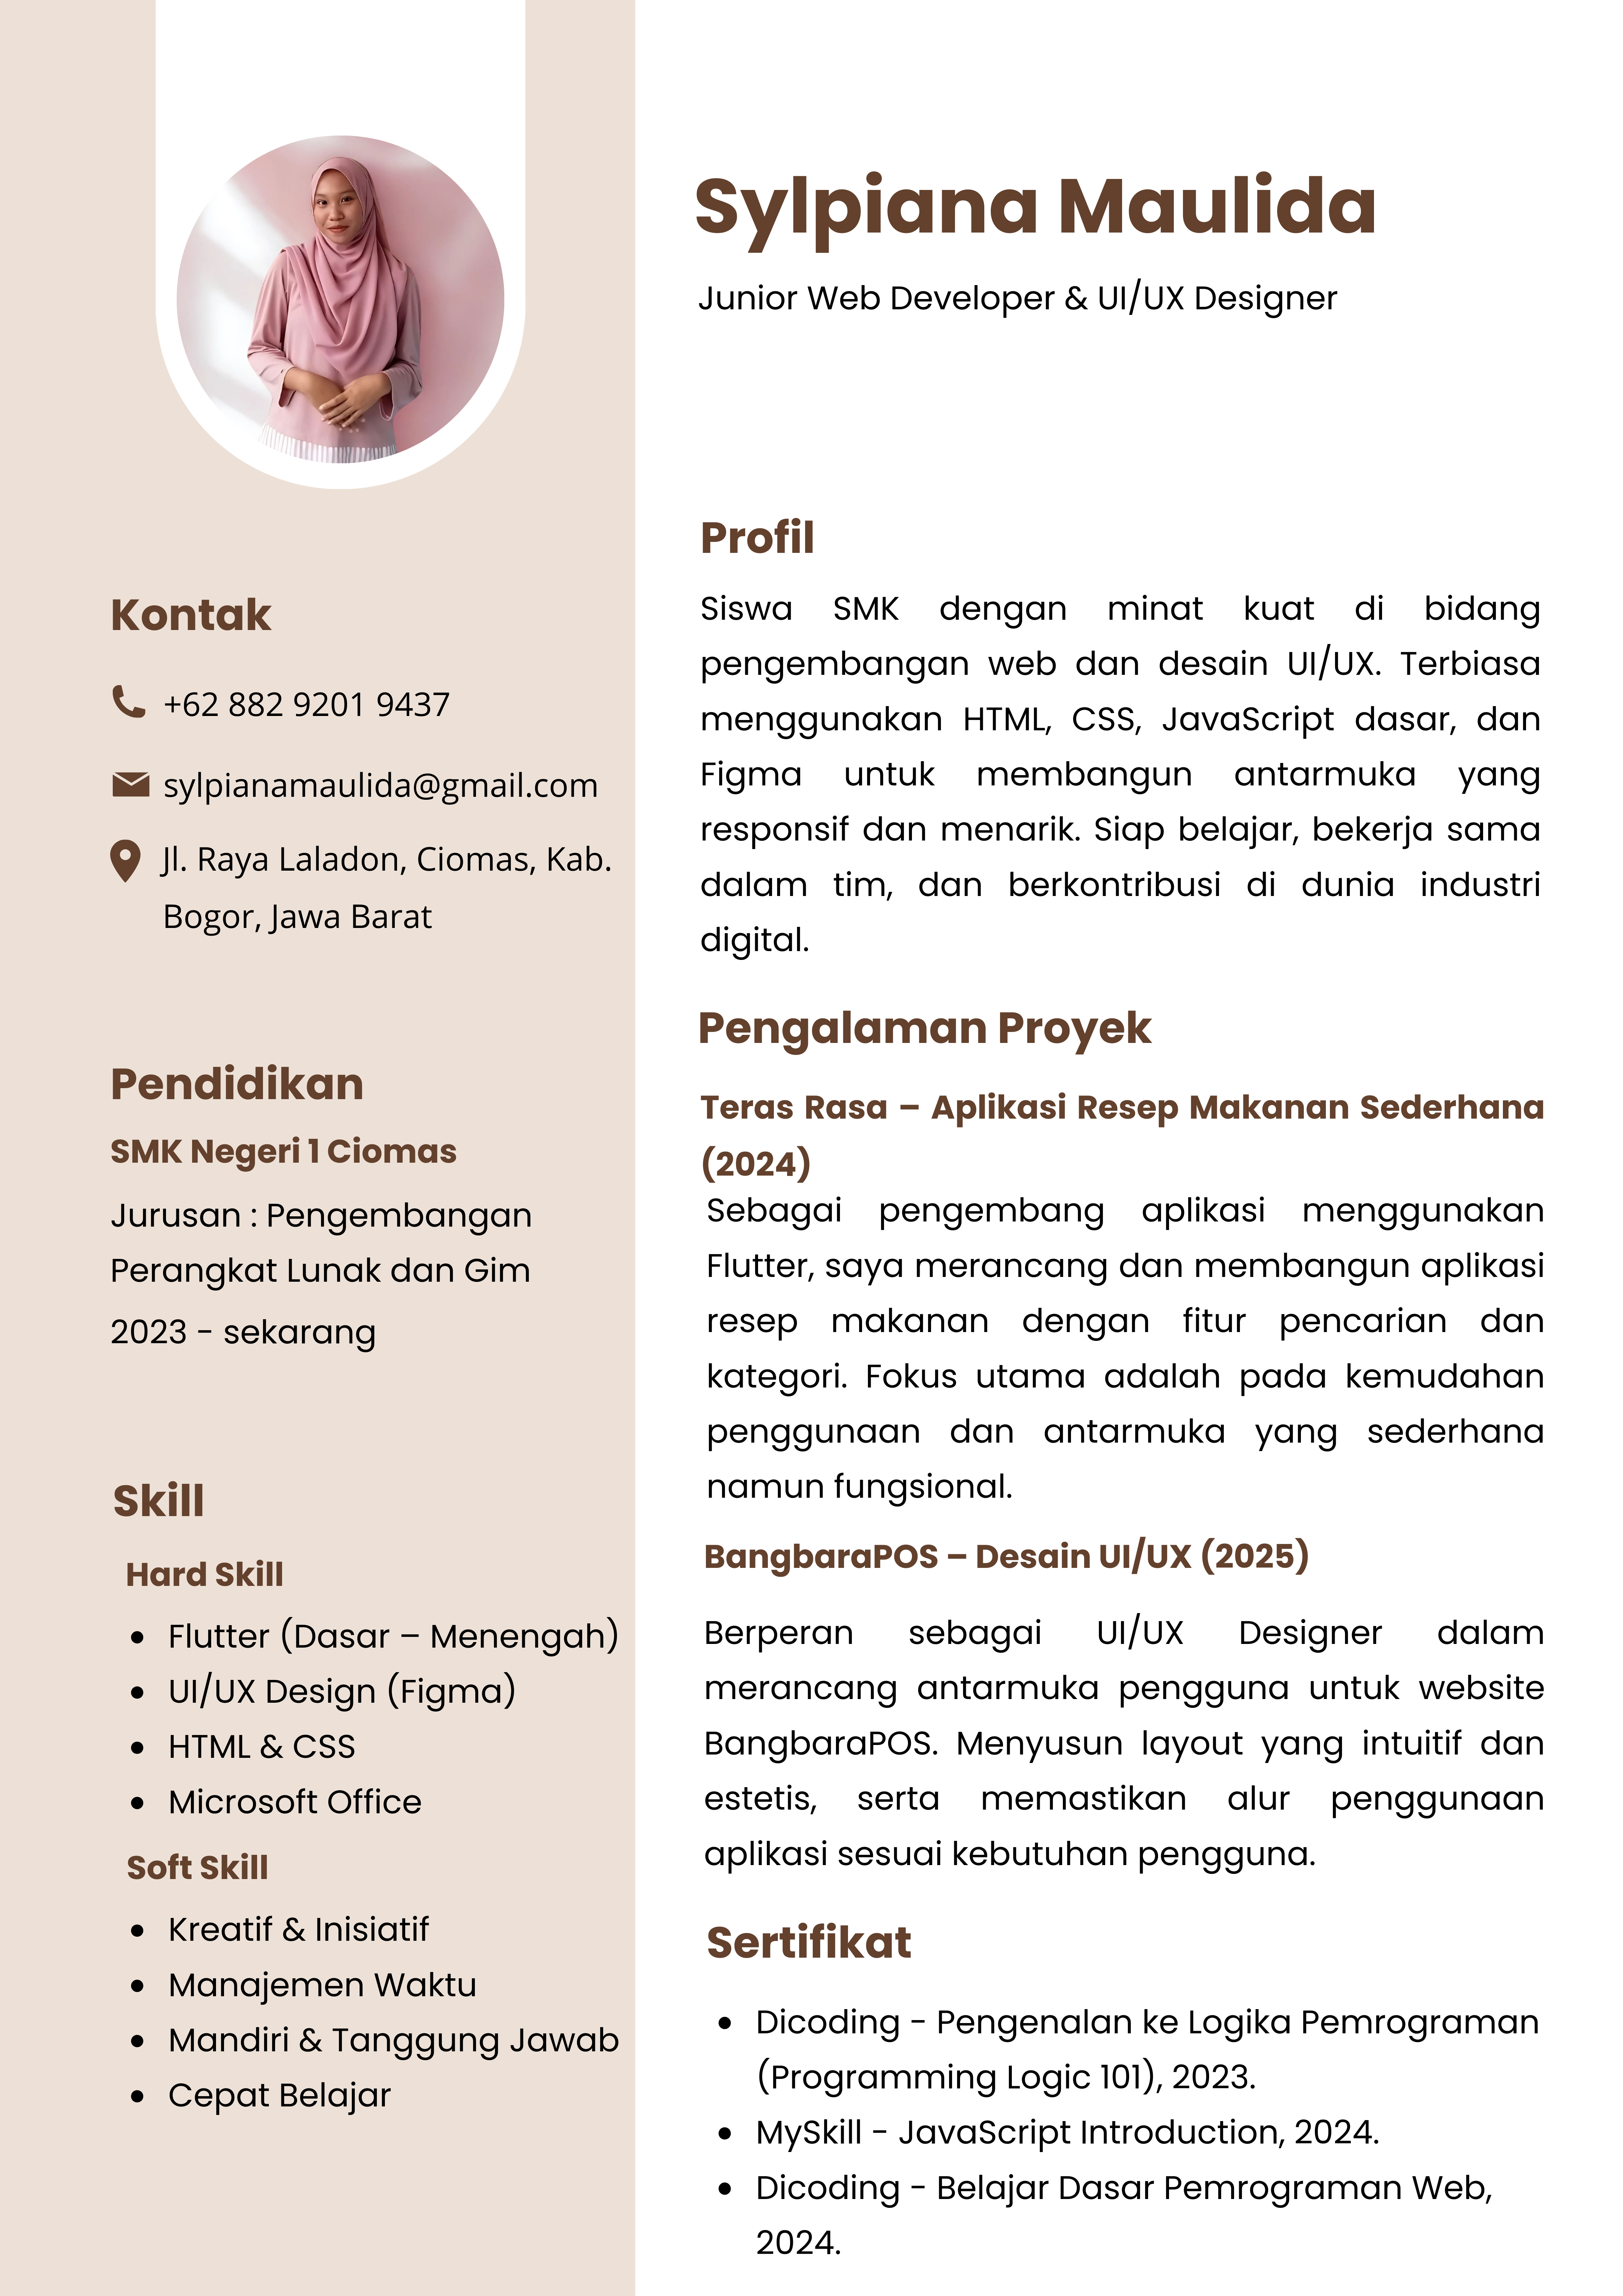 Sylpiana Maulida
Junior Web Developer & UI/UX Designer
Kontak
+62 882 9201 9437
sylpianamaulida@gmail.com
Jl. Raya Laladon, Ciomas, Kab.
Bogor, Jawa Barat
Pendidikan
SMK Negeri 1 Ciomas
Jurusan : Pengembangan
Perangkat Lunak dan Gim
2023 - sekarang
Skill
Hard Skill
• Flutter (Dasar – Menengah)
• UI/UX Design (Figma)
• HTML & CSS
• Microsoft Office
Soft Skill
• Kreatif & Inisiatif
• Manajemen Waktu
• Mandiri & Tanggung Jawab
• Cepat Belajar
Profil
Siswa SMK dengan minat kuat di bidang
pengembangan web dan desain UI/UX. Terbiasa
menggunakan HTML, CSS, JavaScript dasar, dan
Figma untuk membangun antarmuka yang
responsif dan menarik. Siap belajar, bekerja sama
dalam tim, dan berkontribusi di dunia industri
digital.
Pengalaman Proyek
Teras Rasa – Aplikasi Resep Makanan Sederhana
(2024)
Sebagai pengembang aplikasi menggunakan
Flutter, saya merancang dan membangun aplikasi
resep makanan dengan fitur pencarian dan
kategori. Fokus utama adalah pada kemudahan
penggunaan dan antarmuka yang sederhana
namun fungsional.
BangbaraPOS – Desain UI/UX (2025)
Berperan sebagai UI/UX Designer dalam
merancang antarmuka pengguna untuk website
BangbaraPOS. Menyusun layout yang intuitif dan
estetis, serta memastikan alur penggunaan
aplikasi sesuai kebutuhan pengguna.
Sertifikat
• Dicoding - Pengenalan ke Logika Pemrograman
(Programming Logic 101), 2023.
• MySkill - JavaScript Introduction, 2024.
• Dicoding - Belajar Dasar Pemrograman Web,
2024.